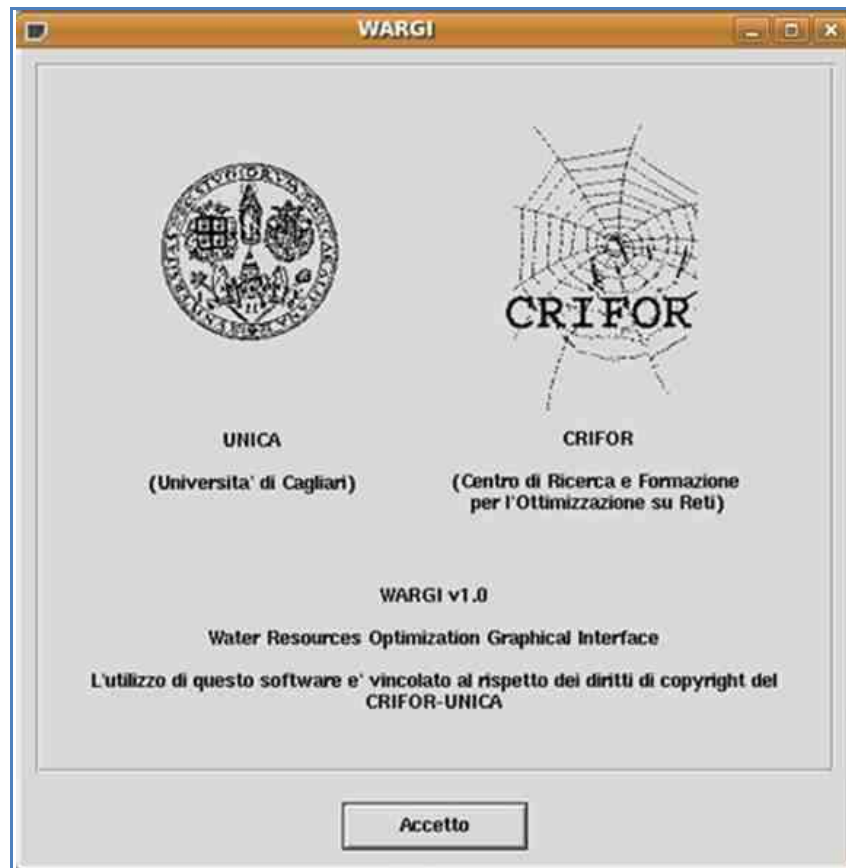 WARGI
CRIFOR
UNICA
(Universita' di Cagliari)
CRIFOR
(Centro di Ricerca e Formazione
per l'Ottimizzazione su Reti)
WARGI v1.0
Water Resources Optimization Graphical Interface
L'utilizzo di questo software e' vincolato al rispetto dei diritti di copyright del
CRIFOR-UNICA
Accetto